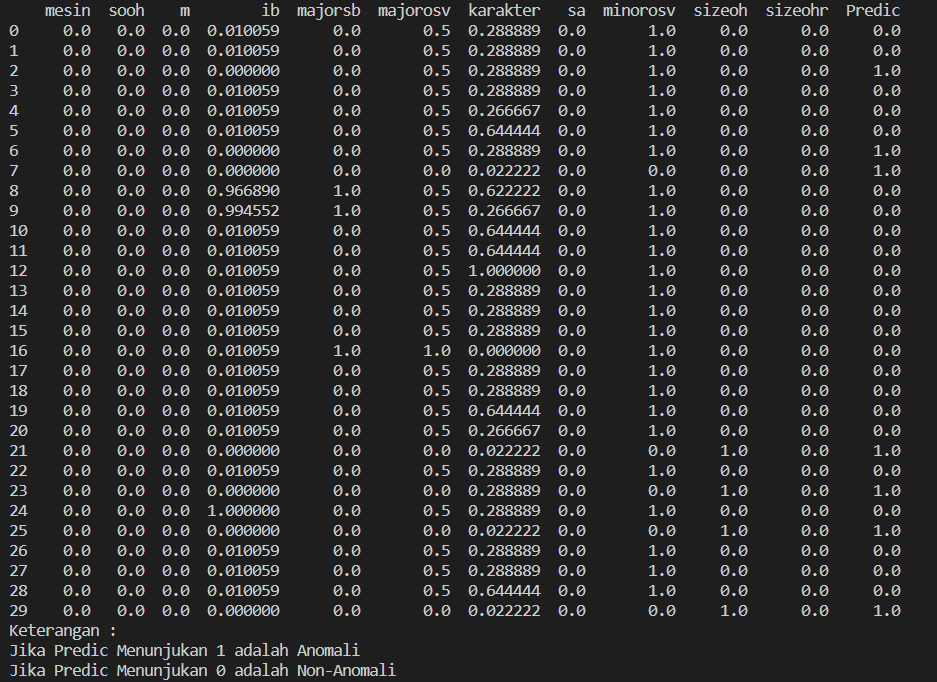 mesin sooh m ib majorsb majorosv karakter sa minorosv sizeoh sizeohr Predic
0 0.0 0.0 0.0 0.010059 0.0 0.5 0.288889 0.0 1.0 0.0 0.0 0.0
1 0.0 0.0 0.0 0.010059 0.0 0.5 0.288889 0.0 1.0 0.0 0.0 0.0
2 0.0 0.0 0.0 0.000000 0.0 0.5 0.288889 0.0 1.0 0.0 0.0 1.0
3 0.0 0.0 0.0 0.010059 0.0 0.5 0.288889 0.0 1.0 0.0 0.0 0.0
4 0.0 0.0 0.0 0.010059 0.0 0.5 0.266667 0.0 1.0 0.0 0.0 0.0
5 0.0 0.0 0.0 0.010059 0.0 0.5 0.644444 0.0 1.0 0.0 0.0 0.0
6 0.0 0.0 0.0 0.000000 0.0 0.5 0.288889 0.0 1.0 0.0 0.0 1.0
7 0.0 0.0 0.0 0.000000 0.0 0.0 0.022222 0.0 0.0 0.0 0.0 1.0
8 0.0 0.0 0.0 0.966890 1.0 0.5 0.622222 0.0 1.0 0.0 0.0 0.0
9 0.0 0.0 0.0 0.994552 1.0 0.5 0.266667 0.0 1.0 0.0 0.0 0.0
10 0.0 0.0 0.0 0.010059 0.0 0.5 0.644444 0.0 1.0 0.0 0.0 0.0
11 0.0 0.0 0.0 0.010059 0.0 0.5 0.644444 0.0 1.0 0.0 0.0 0.0
12 0.0 0.0 0.0 0.010059 0.0 0.5 1.000000 0.0 1.0 0.0 0.0 0.0
13 0.0 0.0 0.0 0.010059 0.0 0.5 0.288889 0.0 1.0 0.0 0.0 0.0
14 0.0 0.0 0.0 0.010059 0.0 0.5 0.288889 0.0 1.0 0.0 0.0 0.0
15 0.0 0.0 0.0 0.010059 0.0 0.5 0.288889 0.0 1.0 0.0 0.0 0.0
16 0.0 0.0 0.0 0.010059 1.0 1.0 0.000000 0.0 1.0 0.0 0.0 0.0
17 0.0 0.0 0.0 0.010059 0.0 0.5 0.288889 0.0 1.0 0.0 0.0 0.0
18 0.0 0.0 0.0 0.010059 0.0 0.5 0.288889 0.0 1.0 0.0 0.0 0.0
19 0.0 0.0 0.0 0.010059 0.0 0.5 0.644444 0.0 1.0 0.0 0.0 0.0
20 0.0 0.0 0.0 0.010059 0.0 0.5 0.266667 0.0 1.0 0.0 0.0 0.0
21 0.0 0.0 0.0 0.000000 0.0 0.0 0.022222 0.0 0.0 1.0 0.0 1.0
22 0.0 0.0 0.0 0.010059 0.0 0.5 0.288889 0.0 1.0 0.0 0.0 0.0
23 0.0 0.0 0.0 0.000000 0.0 0.0 0.288889 0.0 0.0 1.0 0.0 1.0
24 0.0 0.0 0.0 1.000000 0.0 0.5 0.288889 0.0 1.0 0.0 0.0 0.0
25 0.0 0.0 0.0 0.000000 0.0 0.0 0.022222 0.0 0.0 1.0 0.0 1.0
26 0.0 0.0 0.0 0.010059 0.0 0.5 0.288889 0.0 1.0 0.0 0.0 0.0
27 0.0 0.0 0.0 0.010059 0.0 0.5 0.288889 0.0 1.0 0.0 0.0 0.0
28 0.0 0.0 0.0 0.010059 0.0 0.5 0.644444 0.0 1.0 0.0 0.0 0.0
29 0.0 0.0 0.0 0.000000 0.0 0.0 0.022222 0.0 0.0 1.0 0.0 1.0
Keterangan :
Jika Predic Menunjukan 1 adalah Anomali
Jika Predic Menunjukan 0 adalah Non-Anomali